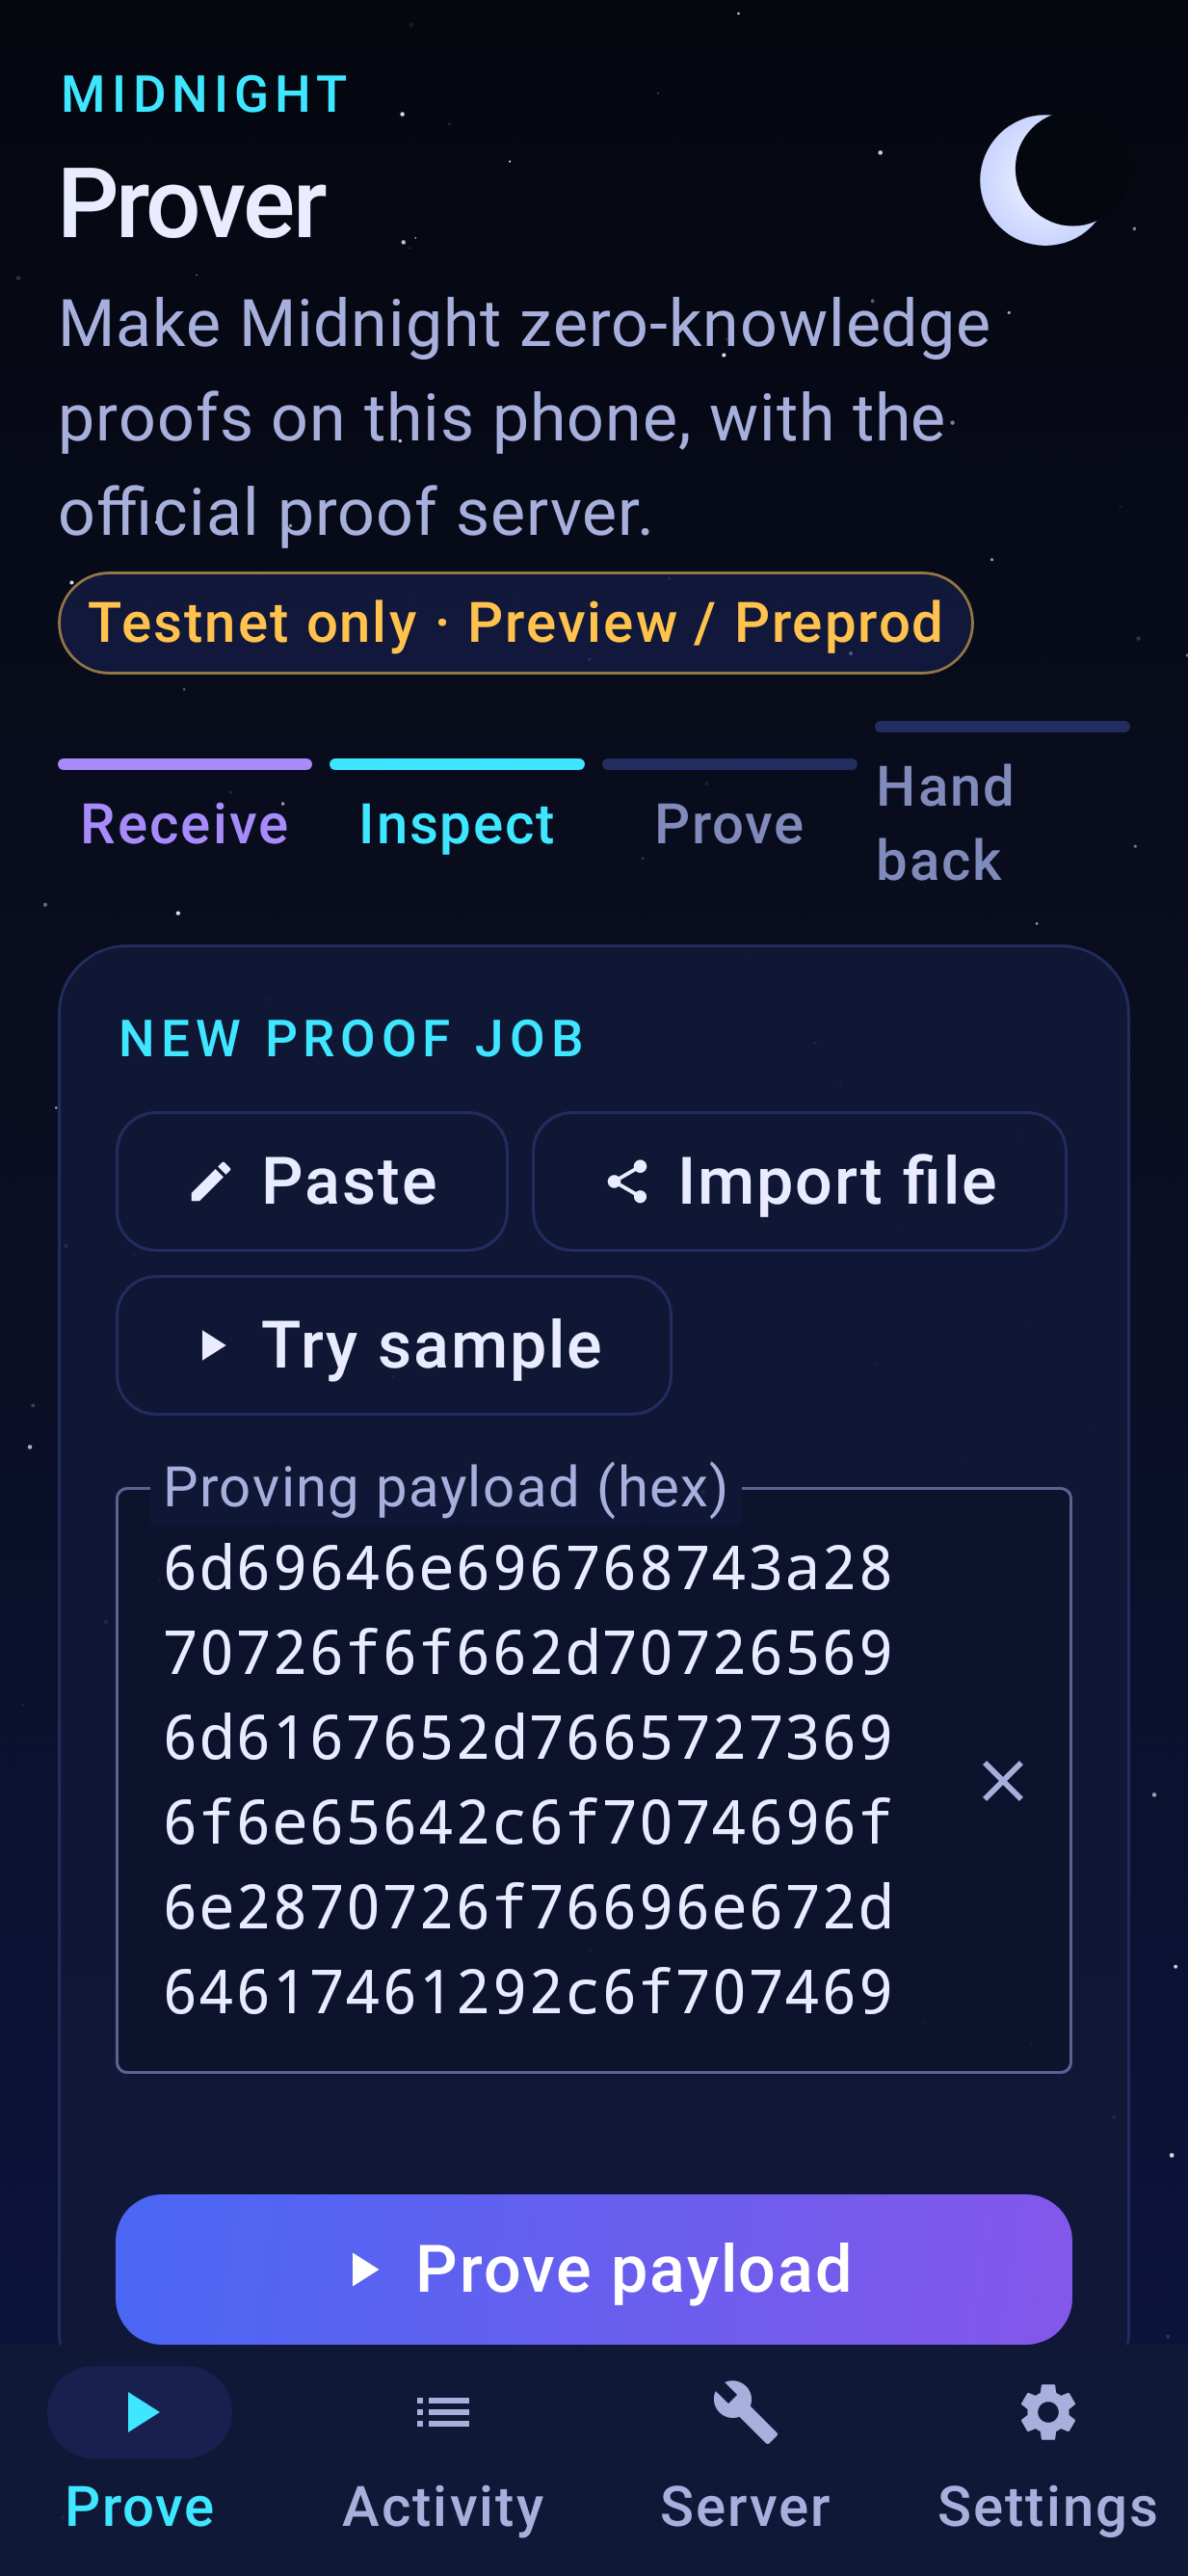 MIDNIGHT
Prover
Make Midnight zero-knowledge
proofs on this phone, with the
official proof server.
Testnet only · Preview / Preprod
Receive
Inspect
Prove
Hand
back
NEW PROOF JOB
Paste
Import file
Try sample
Proving payload (hex)
6d69646e696768743a28
70726f6f662d70726569
6d6167652d7665727369
6f6e65642c6f7074696f
6e2870726f76696e672d
64617461292c6f707469
Prove payload
Prove
Activity
Server
Settings